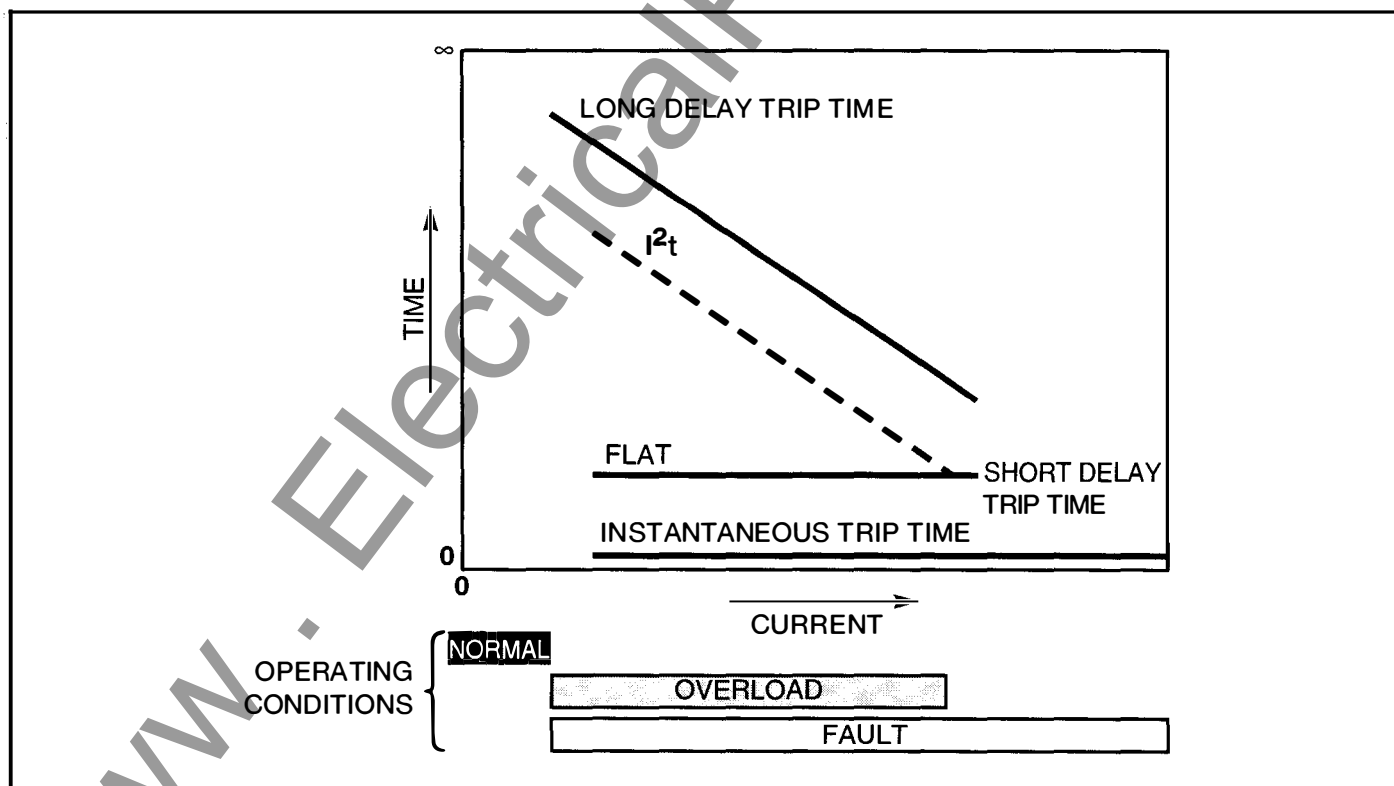 ∞
LONG DELAY TRIP TIME
I²t
TIME
FLAT
SHORT DELAY
TRIP TIME
INSTANTANEOUS TRIP TIME
0
0
CURRENT
NORMAL
OPERATING
CONDITIONS
OVERLOAD
FAULT